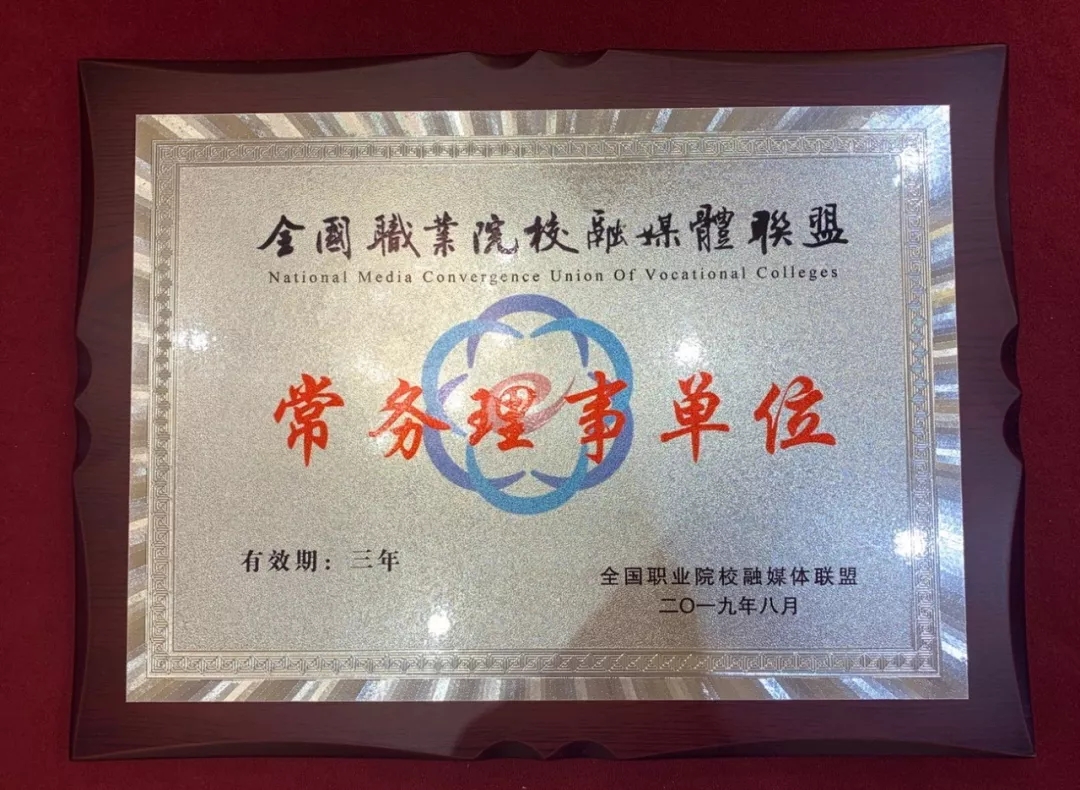 全國職業院校融媒體聯盟
National Media Convergence Union Of Vocational Colleges
常务理事单位
有效期：三年
全国职业院校融媒体联盟
二〇一九年八月